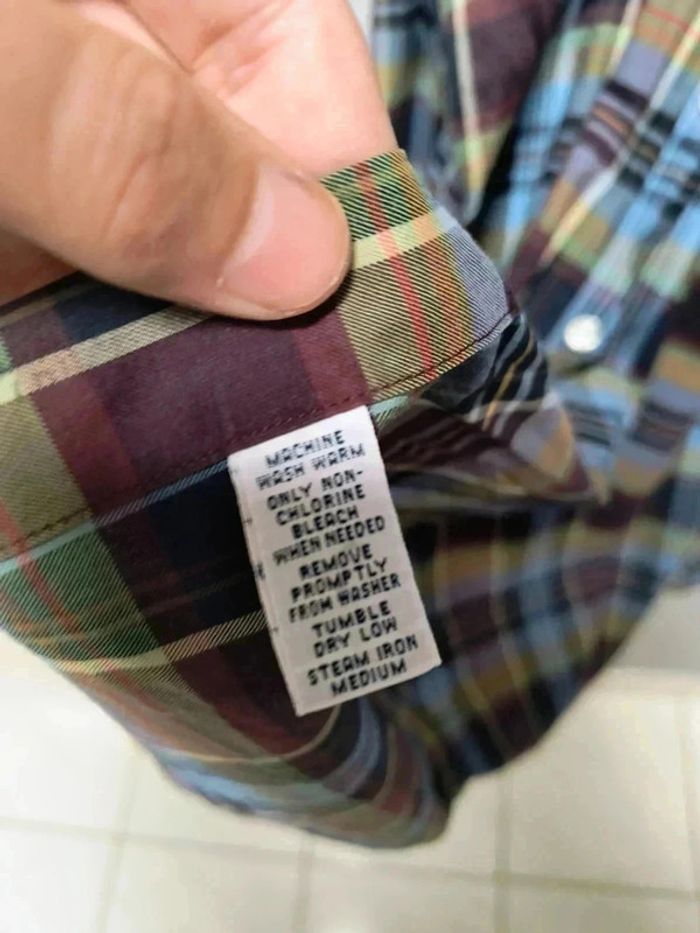 MACHINE
WASH WARM
ONLY NON-
CHLORINE
BLEACH
WHEN NEEDED
REMOVE
PROMPTLY
FROM WASHER
TUMBLE
DRY LOW
STEAM IRON
MEDIUM